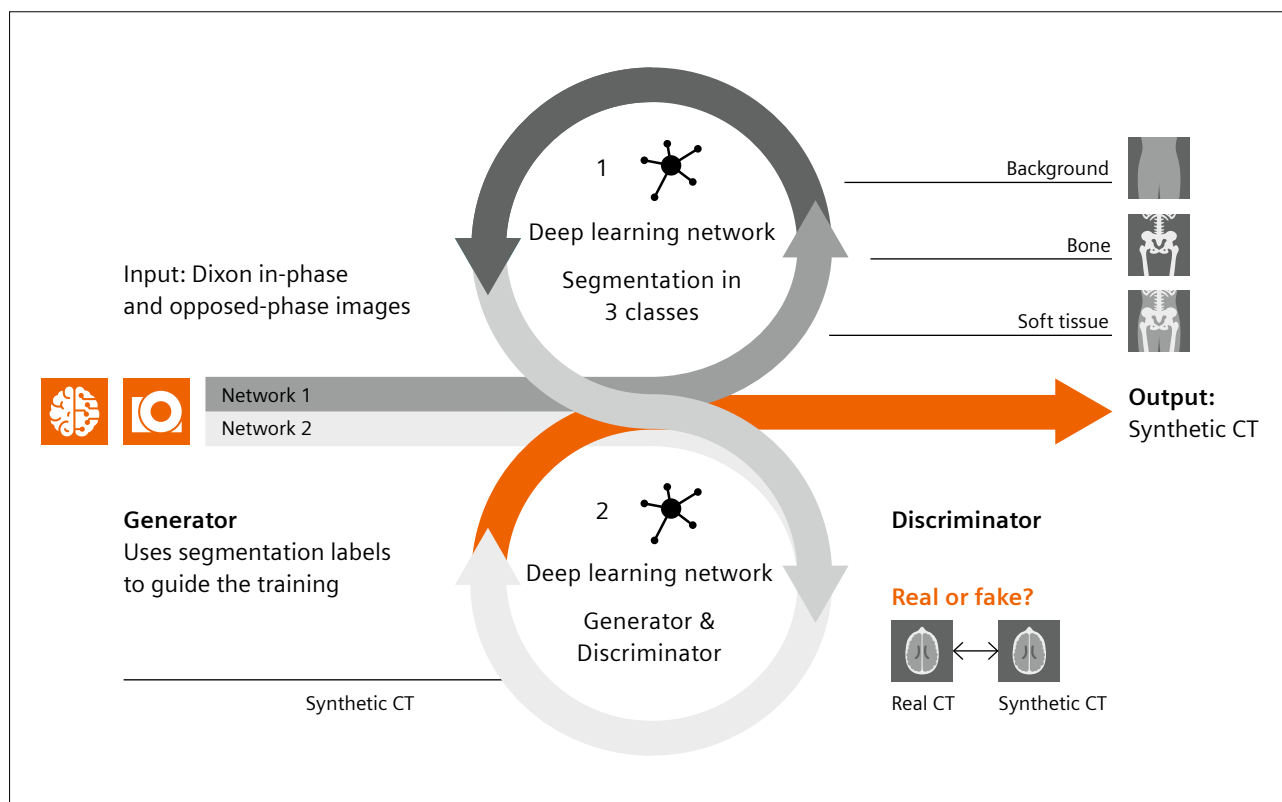 1
Deep learning network
Segmentation in
3 classes
Background
Bone
Soft tissue
Input: Dixon in-phase
and opposed-phase images
Network 1
Network 2
Output:
Synthetic CT
Generator
Uses segmentation labels
to guide the training
Synthetic CT
2
Deep learning network
Generator &
Discriminator
Discriminator
Real or fake?
Real CT
Synthetic CT